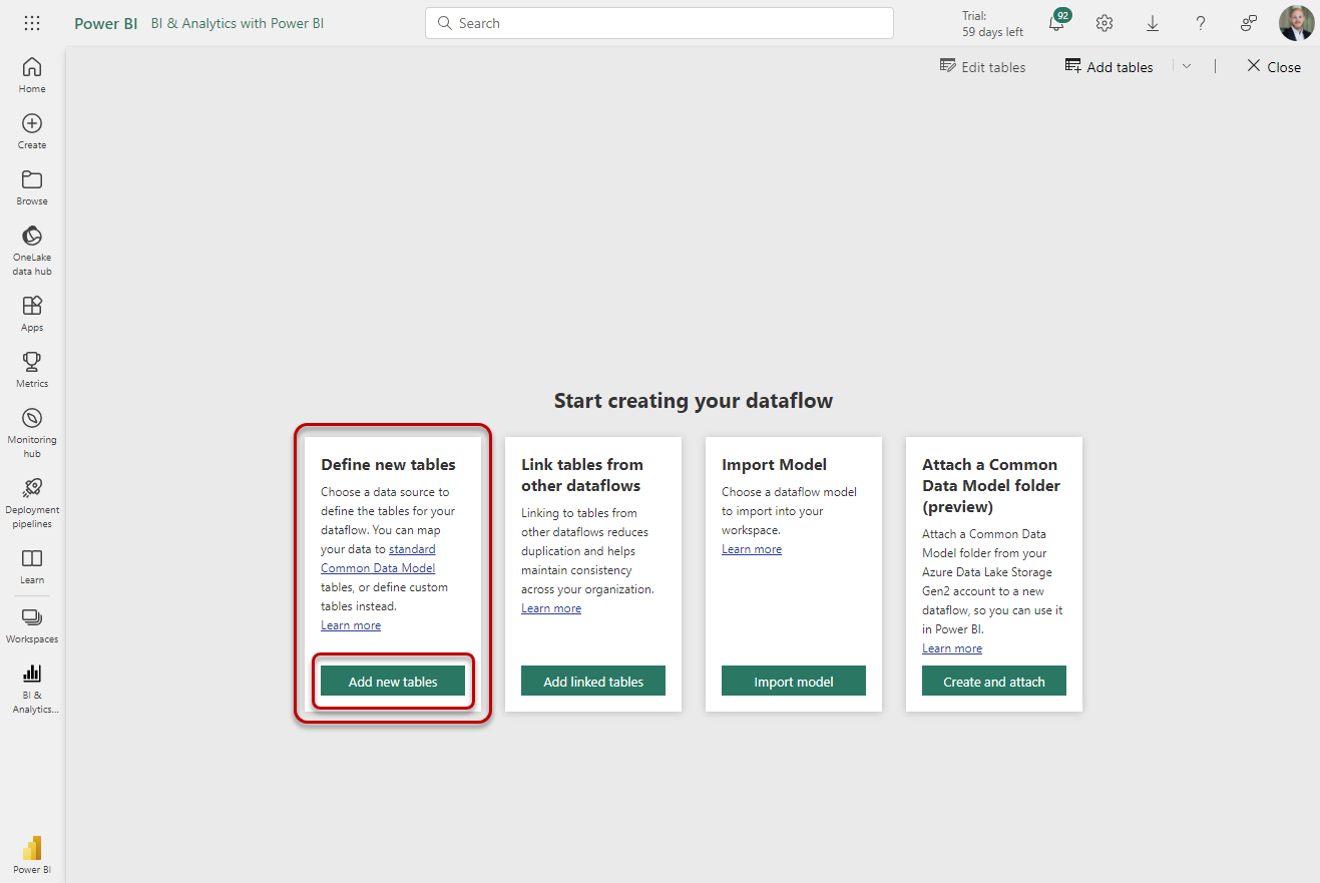 Power BI BI & Analytics with Power BI
Search
Trial:
59 days left
92
Edit tables
Add tables
Close
Home
Create
Browse
OneLake
data hub
Apps
Metrics
Monitoring
hub
Deployment
pipelines
Learn
Workspaces
BI &
Analytics...
Power BI
Start creating your dataflow
Define new tables
Choose a data source to
define the tables for your
dataflow. You can map
your data to standard
Common Data Model
tables, or define custom
tables instead.
Learn more
Add new tables
Link tables from
other dataflows
Linking to tables from
other dataflows reduces
duplication and helps
maintain consistency
across your organization.
Learn more
Add linked tables
Import Model
Choose a dataflow model
to import into your
workspace.
Learn more
Import model
Attach a Common
Data Model folder
(preview)
Attach a Common Data
Model folder from your
Azure Data Lake Storage
Gen2 account to a new
dataflow, so you can use it
in Power BI.
Learn more
Create and attach